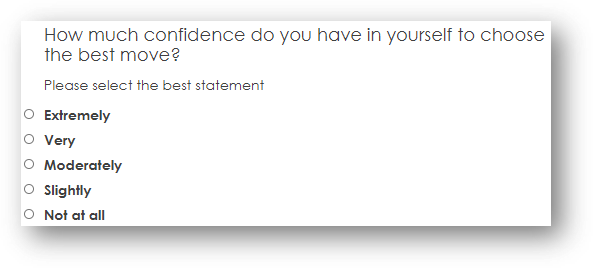 How much confidence do you have in yourself to choose
the best move?
Please select the best statement
Extremely
Very
Moderately
Slightly
Not at all